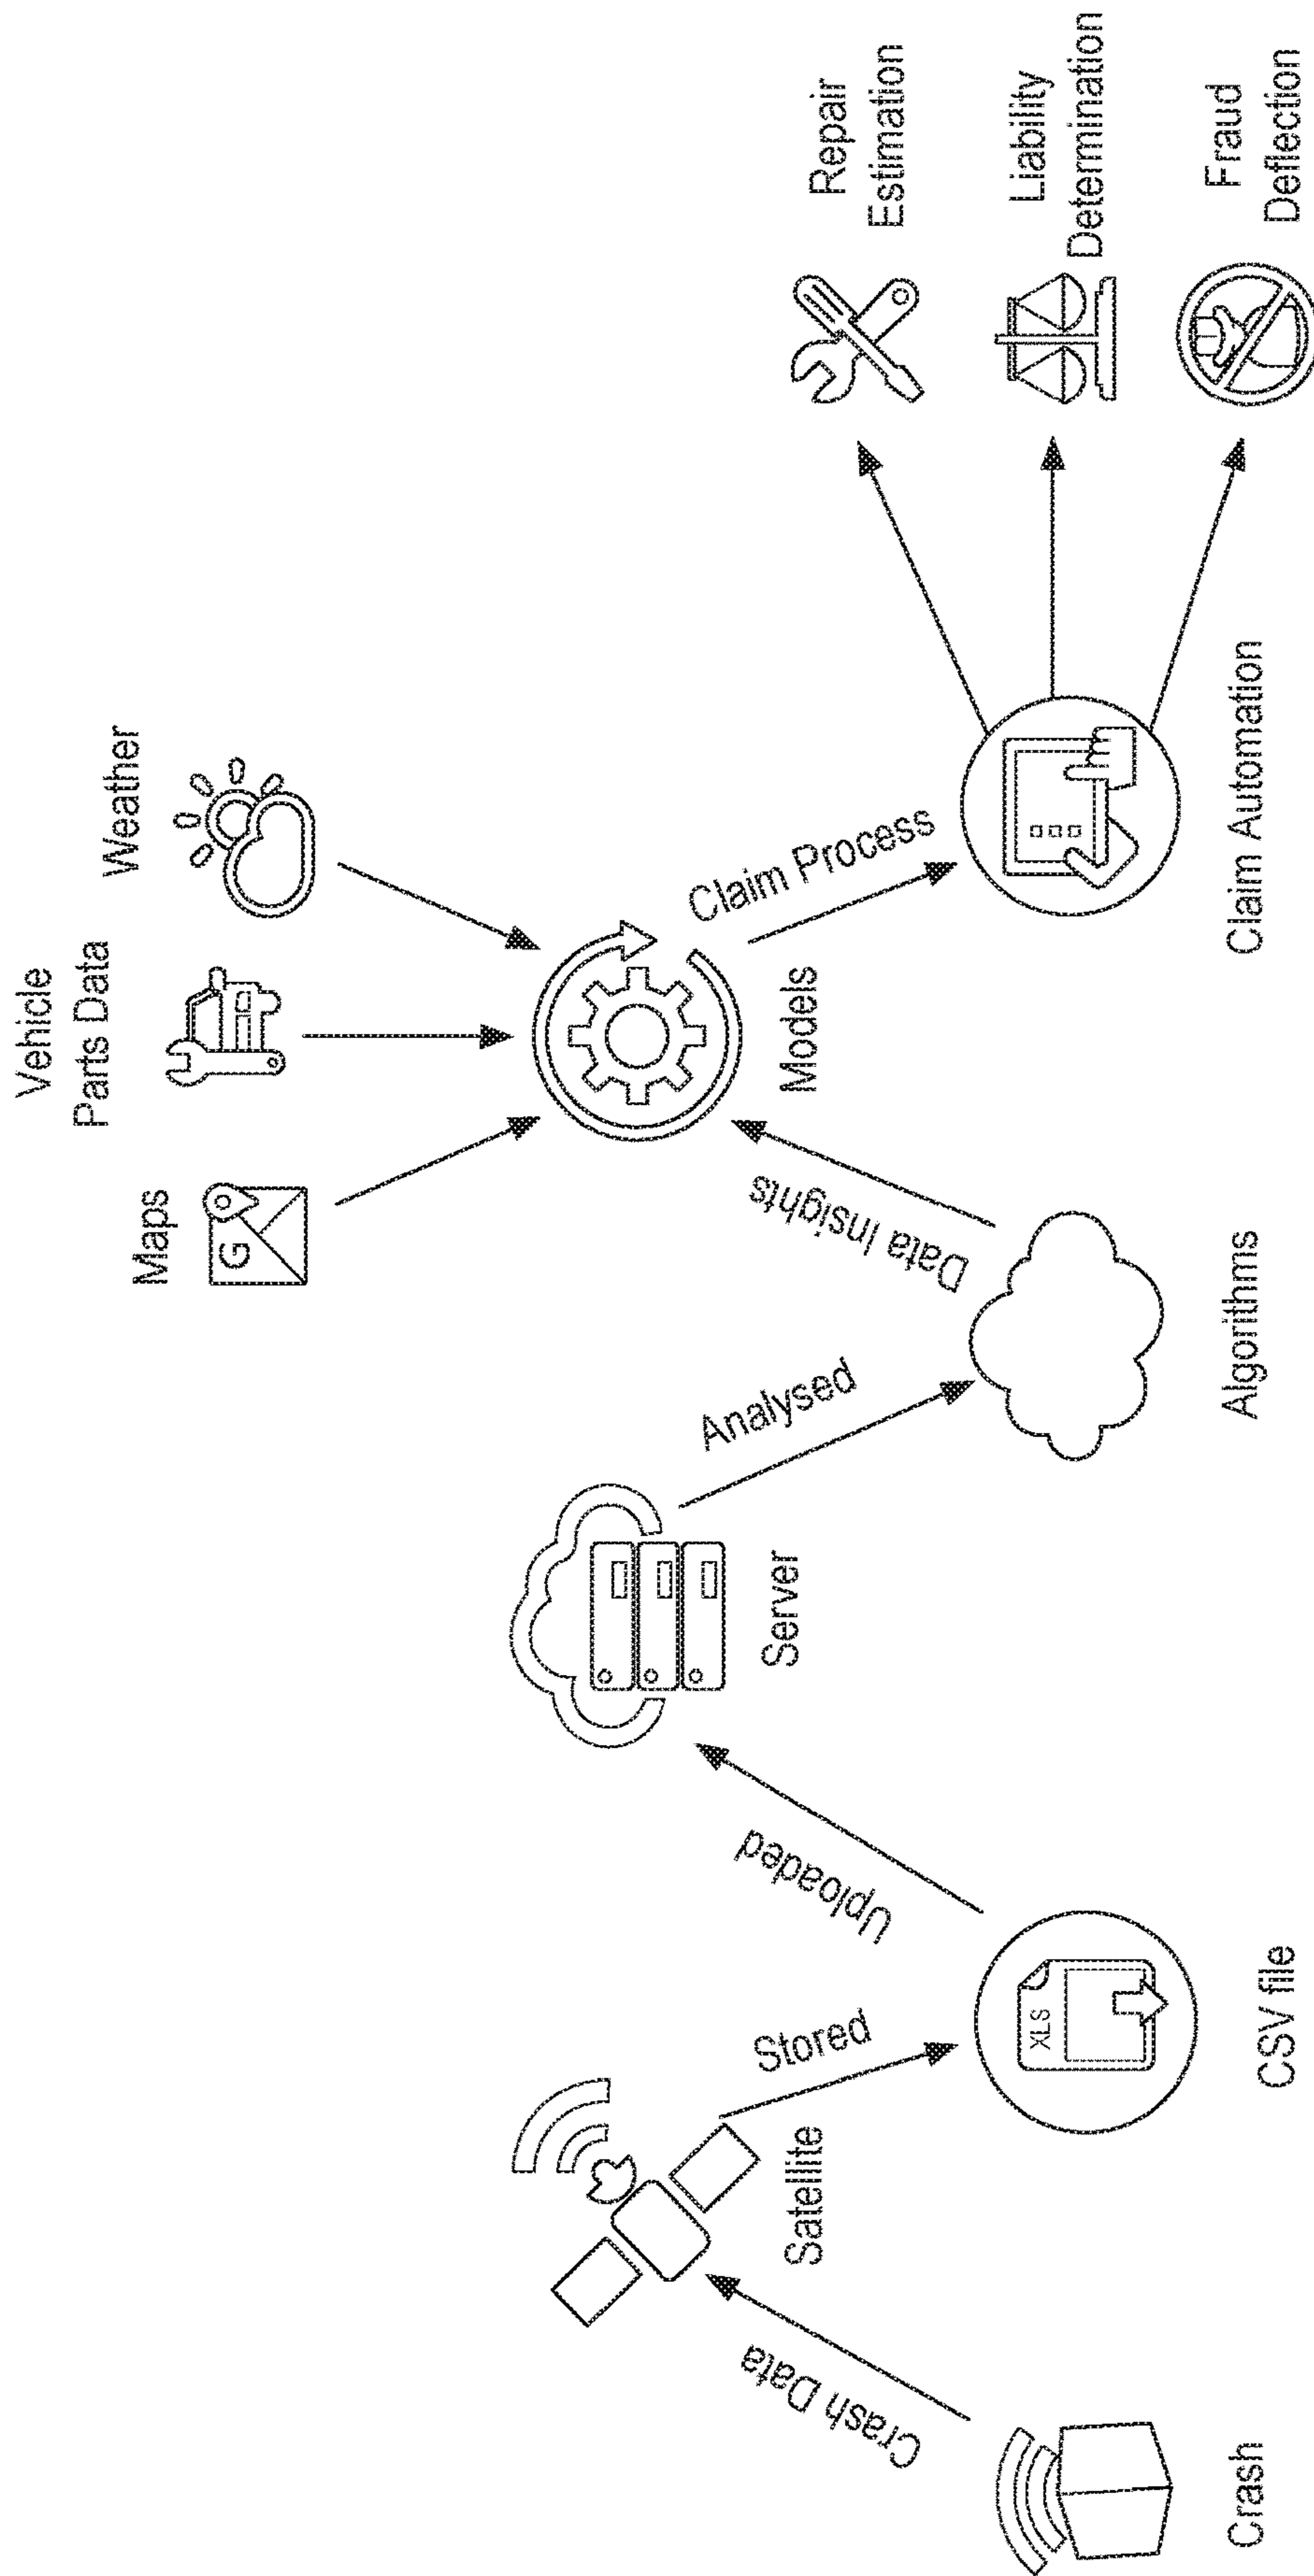 Vehicle
Parts Data
Maps
G
Weather
Crash Data
Satellite
Stored
Uploaded
Server
Analysed
Data Insights
Models
Claim Process
Repair
Estimation
Liability
Determination
Fraud
Deflection
Crash
XLS
CSV file
Algorithms
Claim Automation